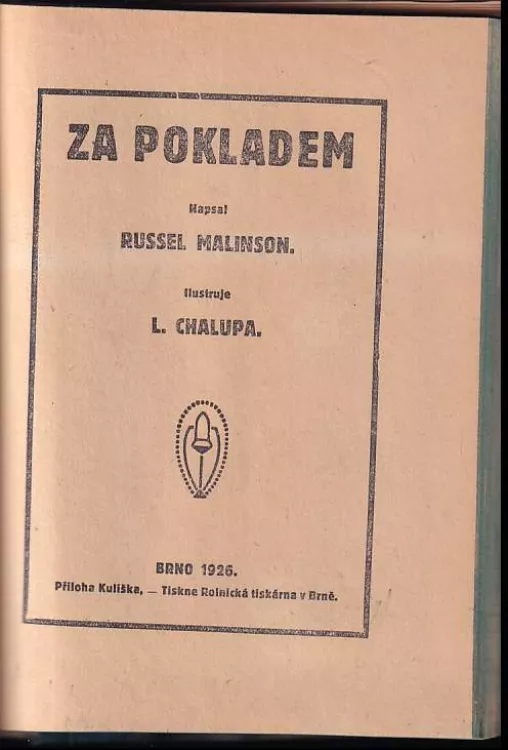 ZA POKLADEM
Napsal
RUSSEL MALINSON.
Ilustruje
L. CHALUPA.
BRNO 1926.
Příloha Kulíška, — Tiskne Rolnická tiskárna v Brně.